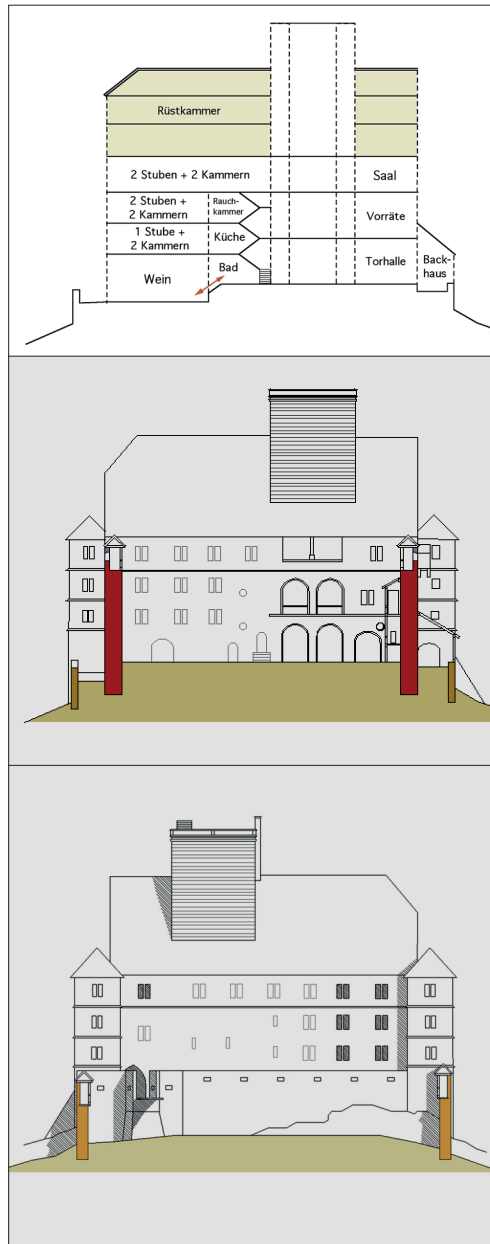 Rüstkammer
2 Stuben + 2 Kammern
Saal
2 Stuben +
2 Kammern
Rauch-
kammer
Vorräte
1 Stube +
2 Kammern
Küche
Wein
Bad
Torhalle
Back-
haus